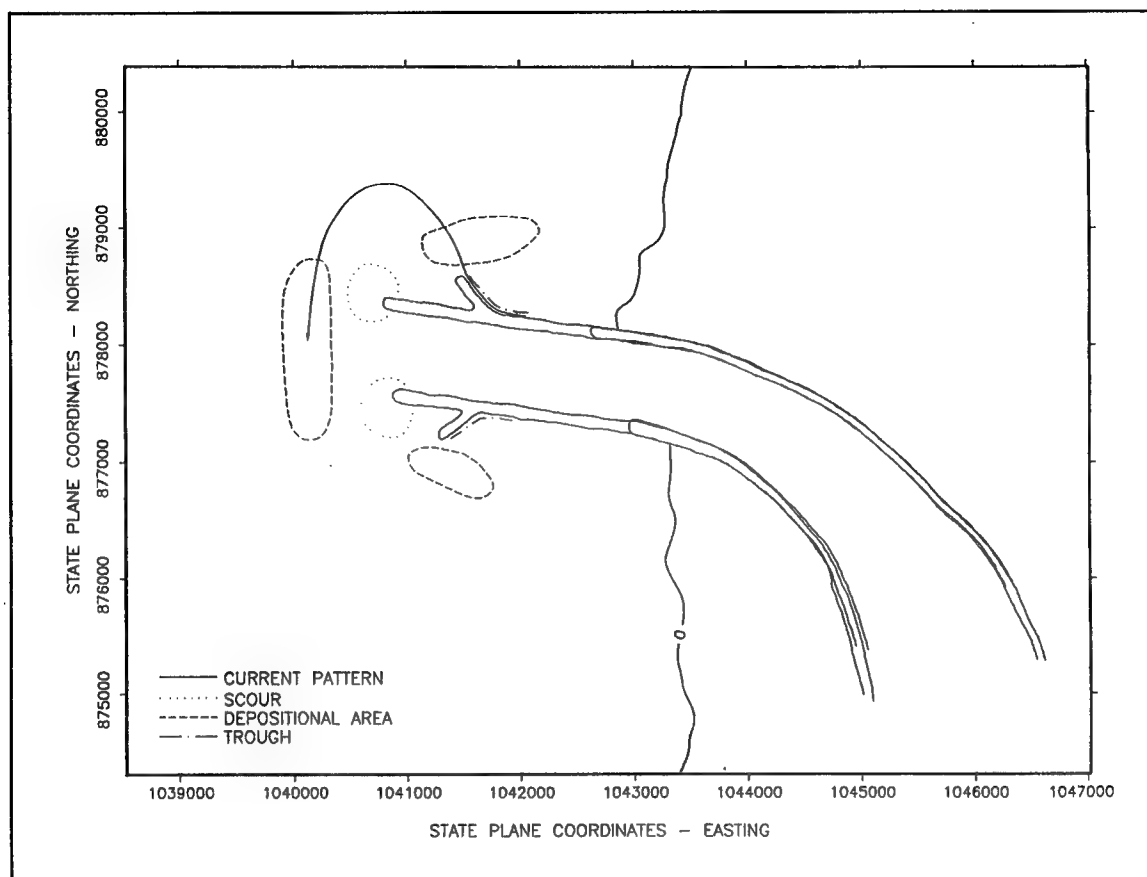 880000
879000
878000
877000
876000
875000
STATE PLANE COORDINATES – NORTHING
0
CURRENT PATTERN
SCOUR
DEPOSITIONAL AREA
TROUGH
1039000 1040000 1041000 1042000 1043000 1044000 1045000 1046000 1047000
STATE PLANE COORDINATES – EASTING